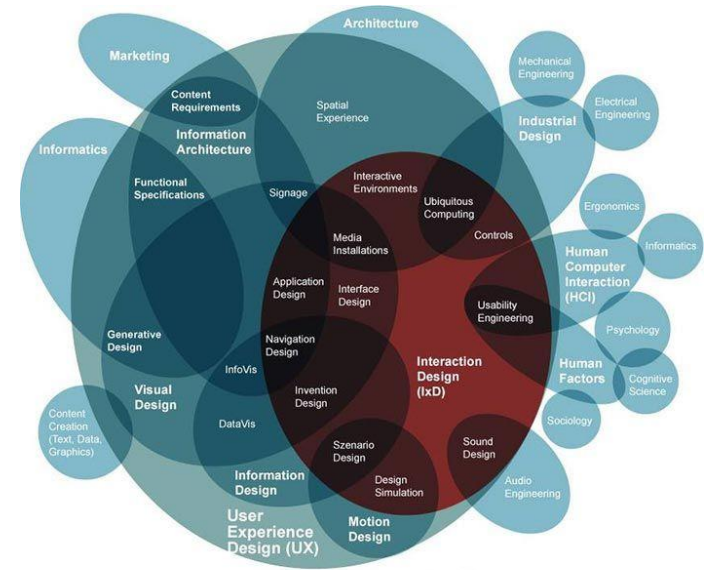 Architecture
Marketing
Mechanical
Engineering
Content
Requirements
Spatial
Experience
Electrical
Engineering
Industrial
Design
Information
Architecture
Informatics
Functional
Specifications
Signage
Interactive
Environments
Ubiquitous
Computing
Ergonomics
Media
Installations
Controls
Informatics
Human
Computer
Interaction
(HCI)
Application
Design
Interface
Design
Usability
Engineering
Psychology
Generative
Design
Navigation
Design
InfoVis
Interaction
Design
(IxD)
Human
Factors
Cognitive
Science
Visual
Design
Invention
Design
Content
Creation
(Text, Data,
Graphics)
DataVis
Sociology
Szenario
Design
Sound
Design
Information
Design
Design
Simulation
Audio
Engineering
User
Experience
Design (UX)
Motion
Design